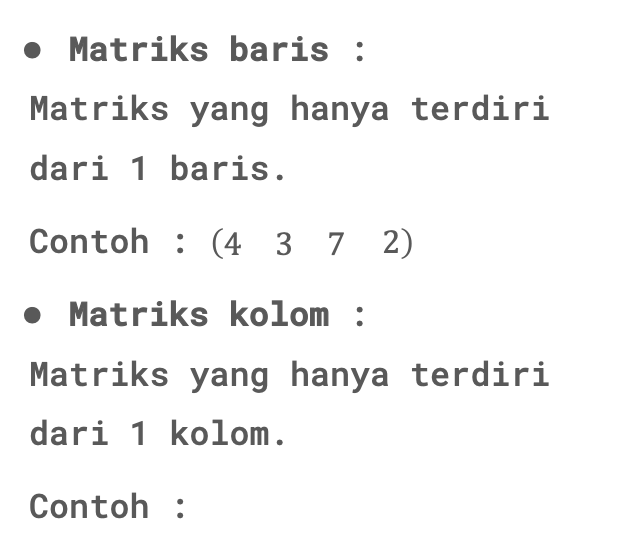 ● Matriks baris :
Matriks yang hanya terdiri
dari 1 baris.
Contoh : (4 3 7 2)
● Matriks kolom :
Matriks yang hanya terdiri
dari 1 kolom.
Contoh :